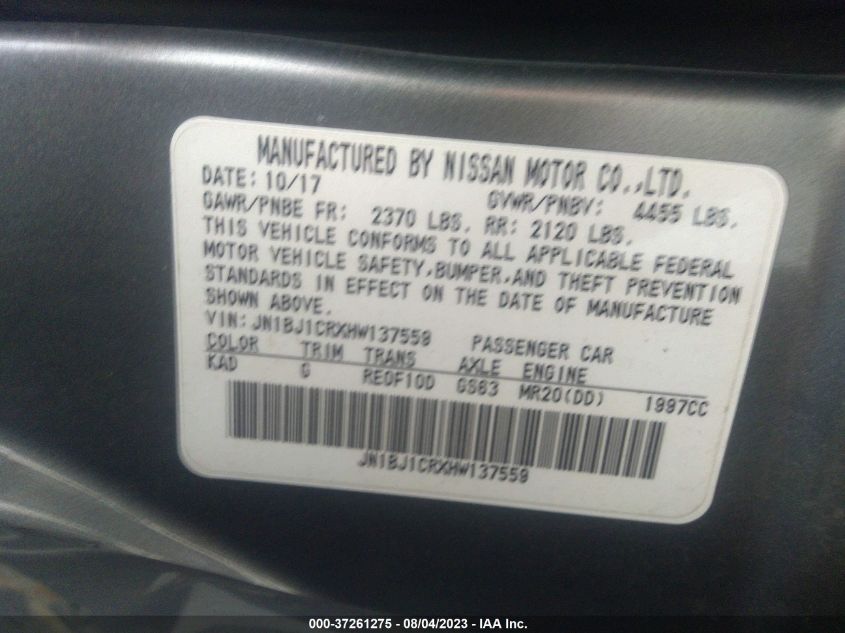 MANUFACTURED BY NISSAN MOTOR CO.,LTD.
DATE: 10/17 GVWR/PNBV: 4455 LBS.
GAWR/PNBE FR: 2370 LBS. RR: 2120 LBS.
THIS VEHICLE CONFORMS TO ALL APPLICABLE FEDERAL
MOTOR VEHICLE SAFETY,BUMPER,AND THEFT PREVENTION
STANDARDS IN EFFECT ON THE DATE OF MANUFACTURE
SHOWN ABOVE.
VIN: JN1BJ1CRXHW137559 PASSENGER CAR
COLOR TRIM TRANS AXLE ENGINE
KAD G RE0F10D GS63 MR20(DD) 1997CC
JN1BJ1CRXHW137559
000-37261275 - 08/04/2023 - IAA Inc.